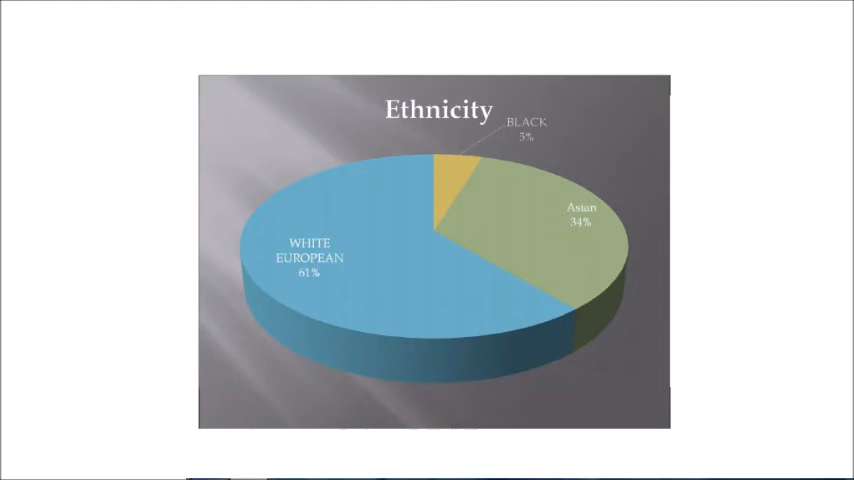 Ethnicity
BLACK
5%
Asian
34%
WHITE
EUROPEAN
61%